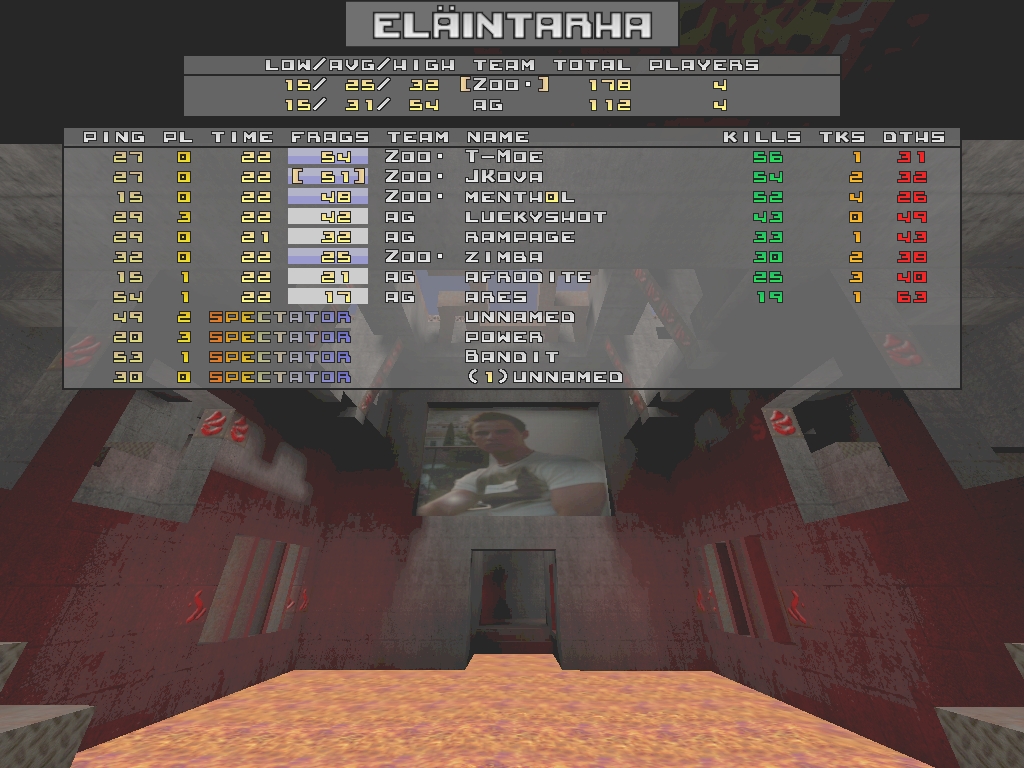 ELÄINTARHA
LOW/AVG/HIGH TEAM TOTAL PLAYERS
15/ 25/ 32 [ZOO·] 178 4
15/ 31/ 54 AG 112 4
PING PL TIME FRAGS TEAM NAME KILLS TKS DTHS
27 0 22 54 ZOO· T-MOE 56 1 31
27 0 22 [ 51] ZOO· JKOVA 54 2 32
15 0 22 48 ZOO· MENTHOL 52 4 26
29 3 22 42 AG LUCKYSHOT 43 0 49
29 0 21 32 AG RAMPAGE 33 1 43
32 0 22 25 ZOO· ZIMBA 30 2 38
15 1 22 21 AG AFRODITE 25 3 40
54 1 22 17 AG ARES 19 1 63
49 2 SPECTATOR UNNAMED
20 3 SPECTATOR POWER
53 1 SPECTATOR BANDIT
30 0 SPECTATOR (1)UNNAMED